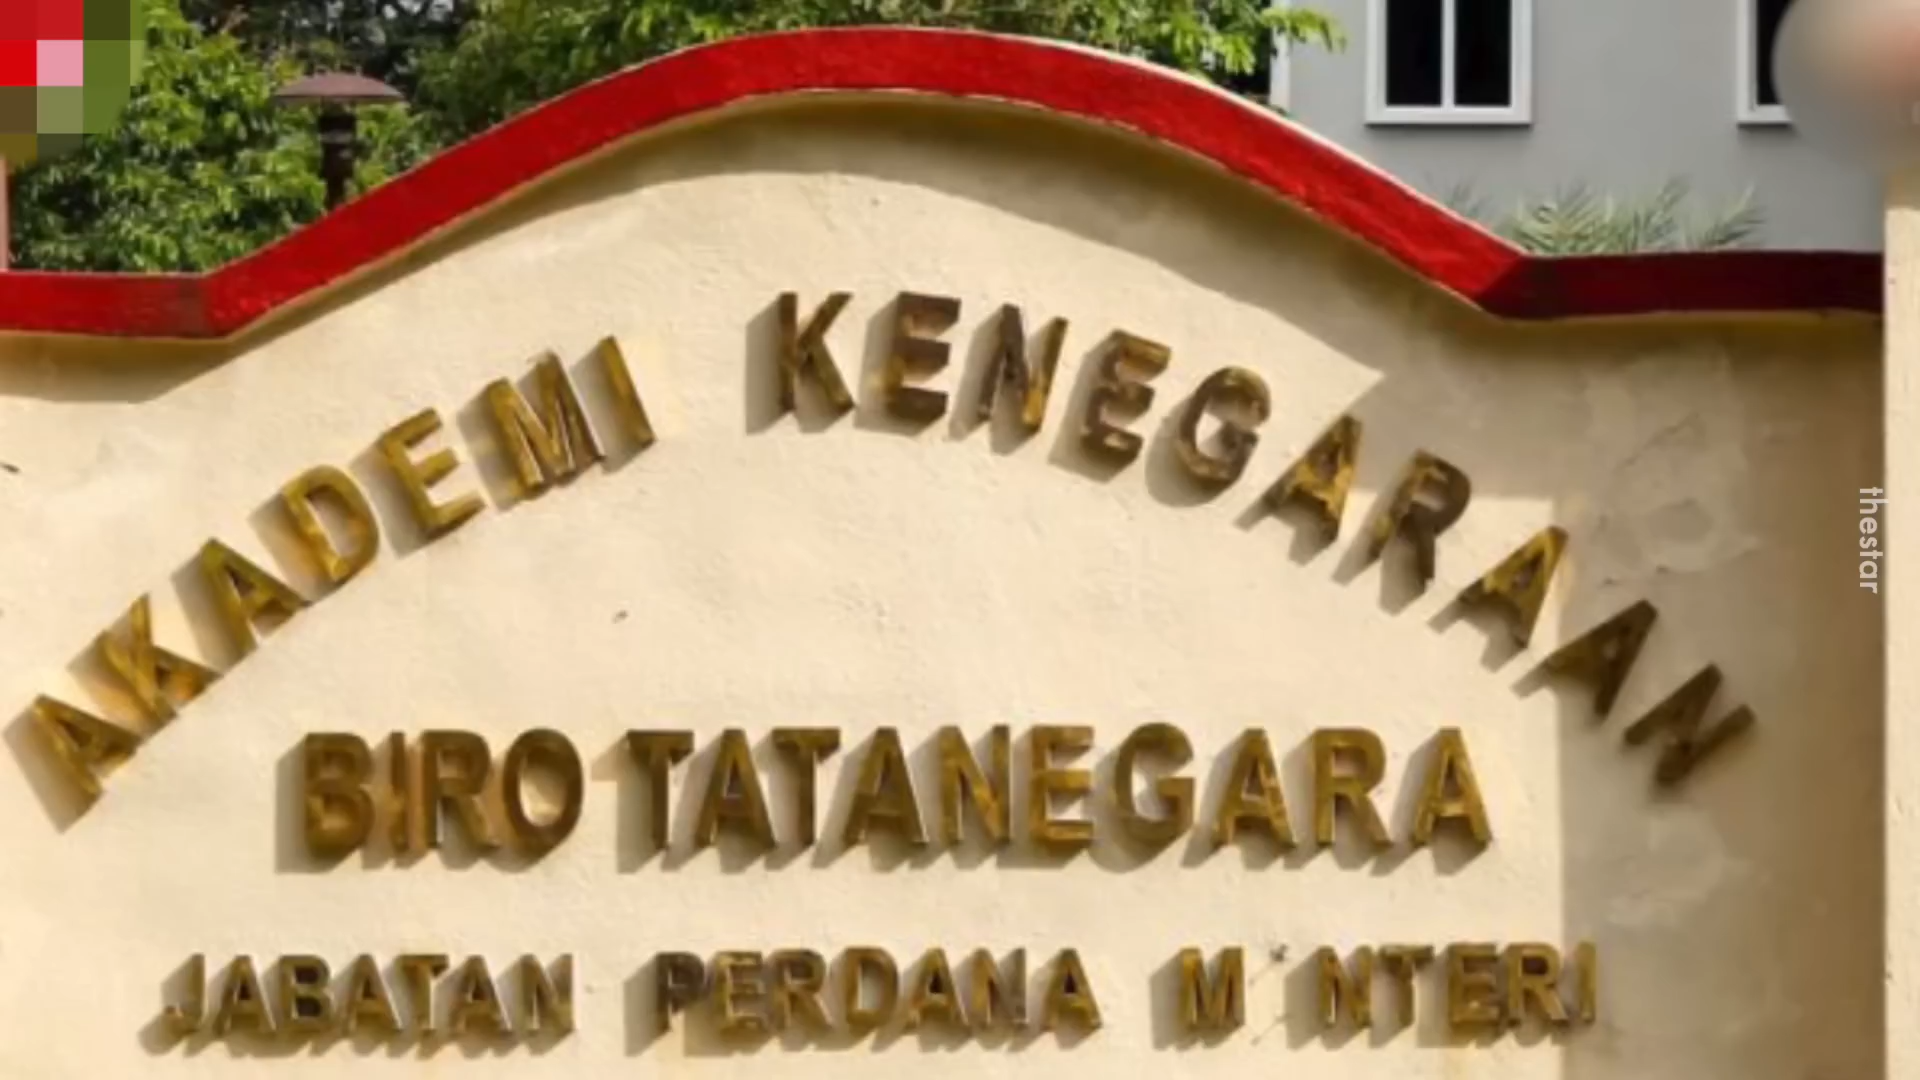 AKADEMI KENEGARAAN
BIRO TATANEGARA
JABATAN PERDANA M NTERI
thestar